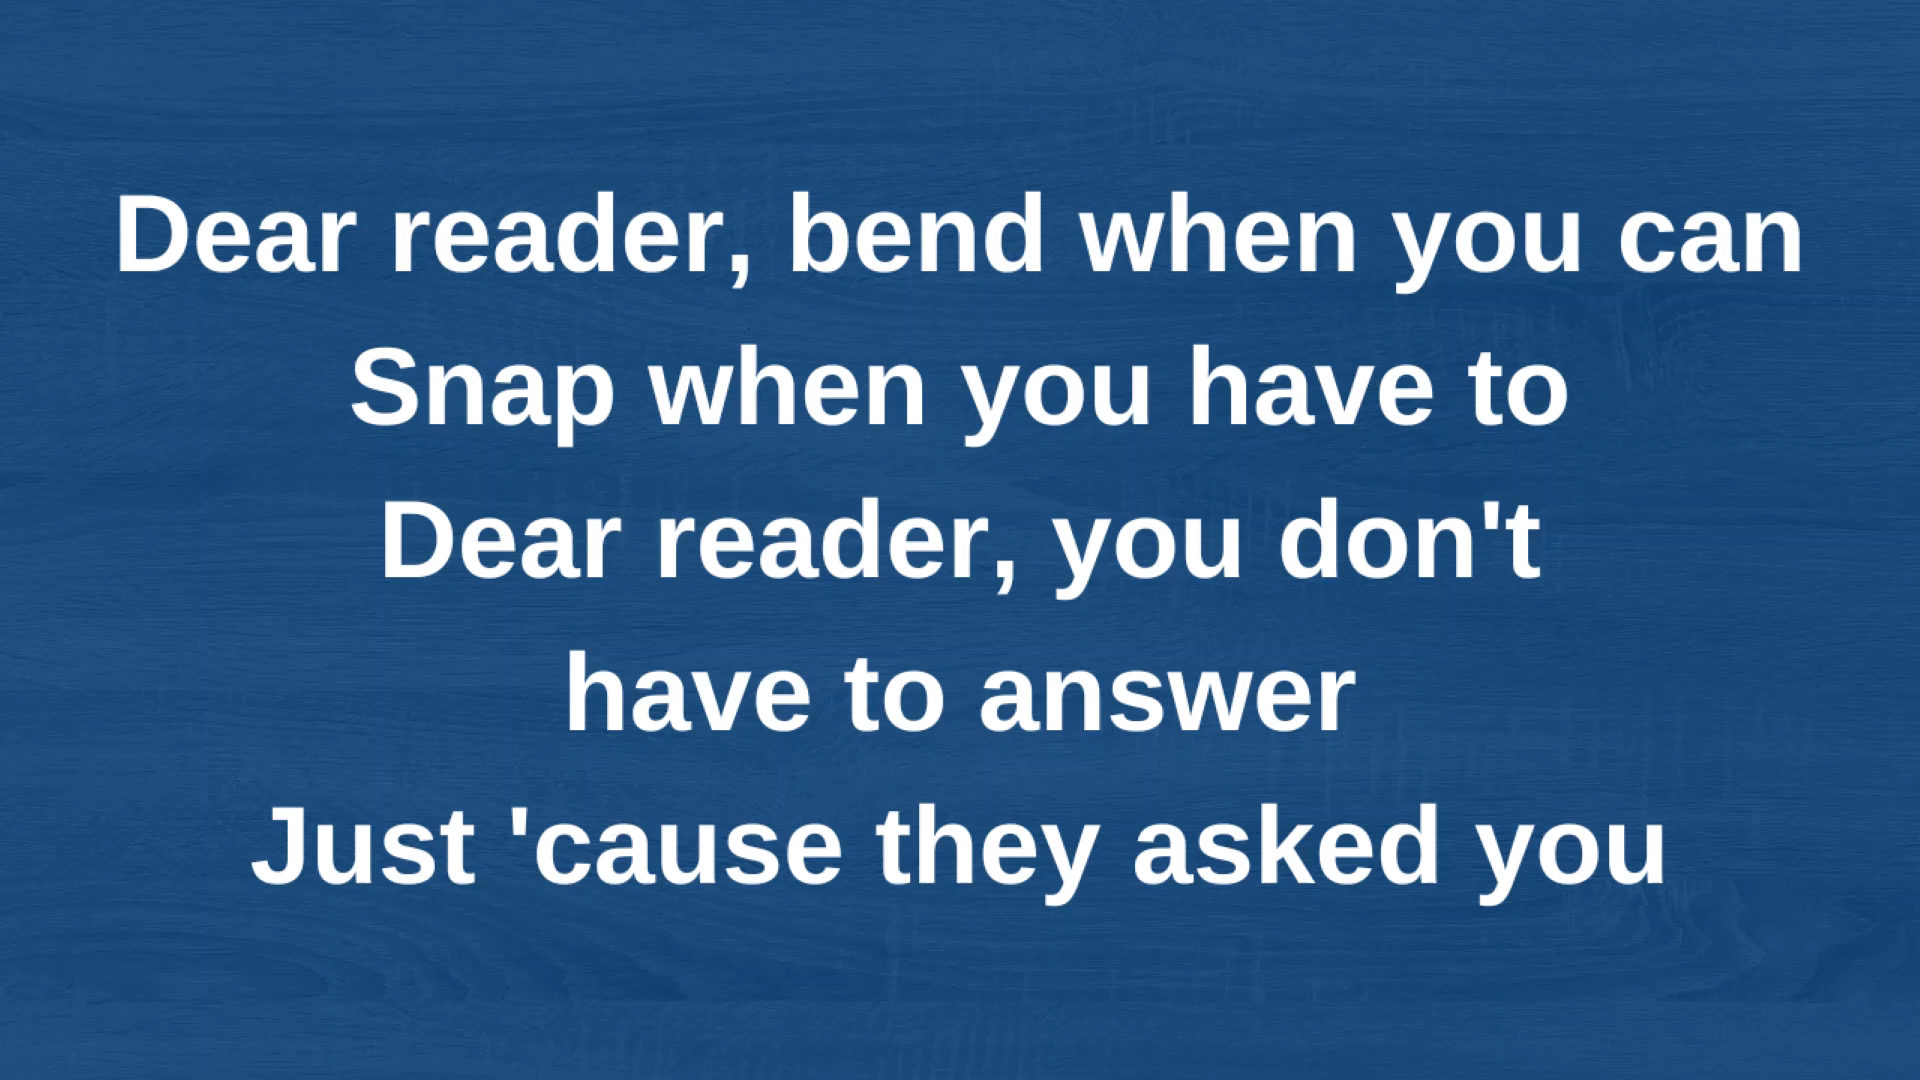 Dear reader, bend when you can
Snap when you have to
Dear reader, you don't
have to answer
Just 'cause they asked you